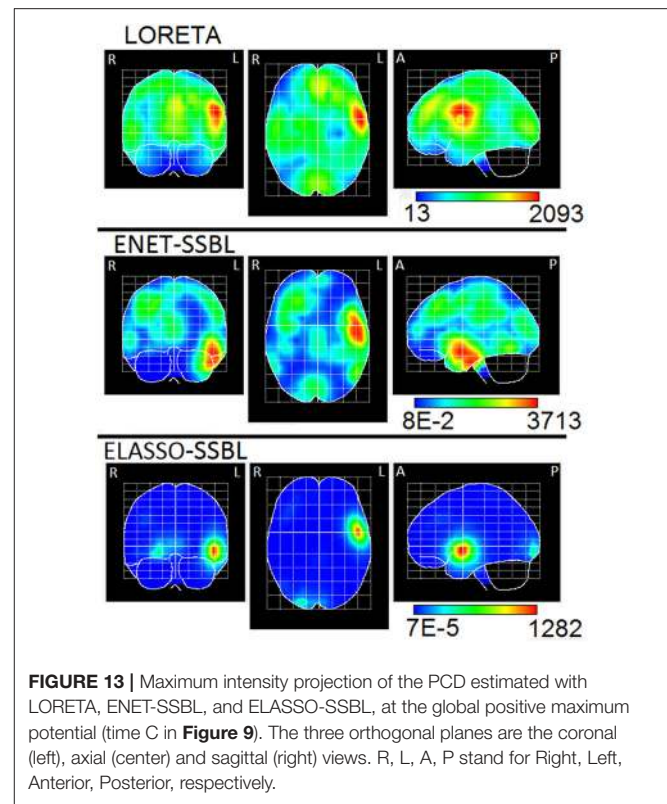 LORETA
R L A P
13 2093
ENET-SSBL
R L A P
8E-2 3713
ELASSO-SSBL
R L A P
7E-5 1282
FIGURE 13 | Maximum intensity projection of the PCD estimated with
LORETA, ENET-SSBL, and ELASSO-SSBL, at the global positive maximum
potential (time C in Figure 9). The three orthogonal planes are the coronal
(left), axial (center) and sagittal (right) views. R, L, A, P stand for Right, Left,
Anterior, Posterior, respectively.